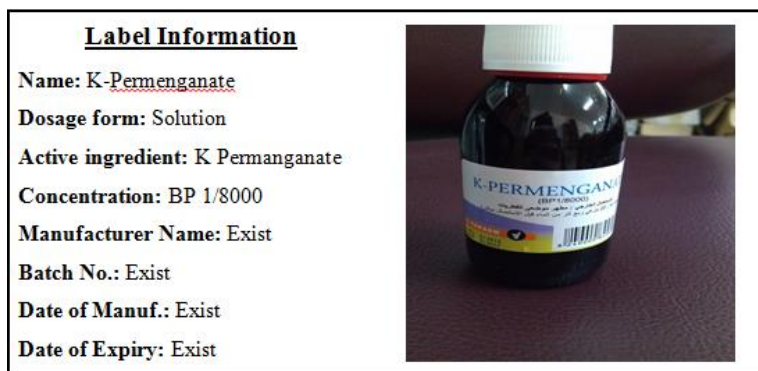 Label Information
Name: K-Permenganate
Dosage form: Solution
Active ingredient: K Permanganate
Concentration: BP 1/8000
Manufacturer Name: Exist
Batch No.: Exist
Date of Manuf.: Exist
Date of Expiry: Exist
K-PERMENGANA
(BP1/8000)